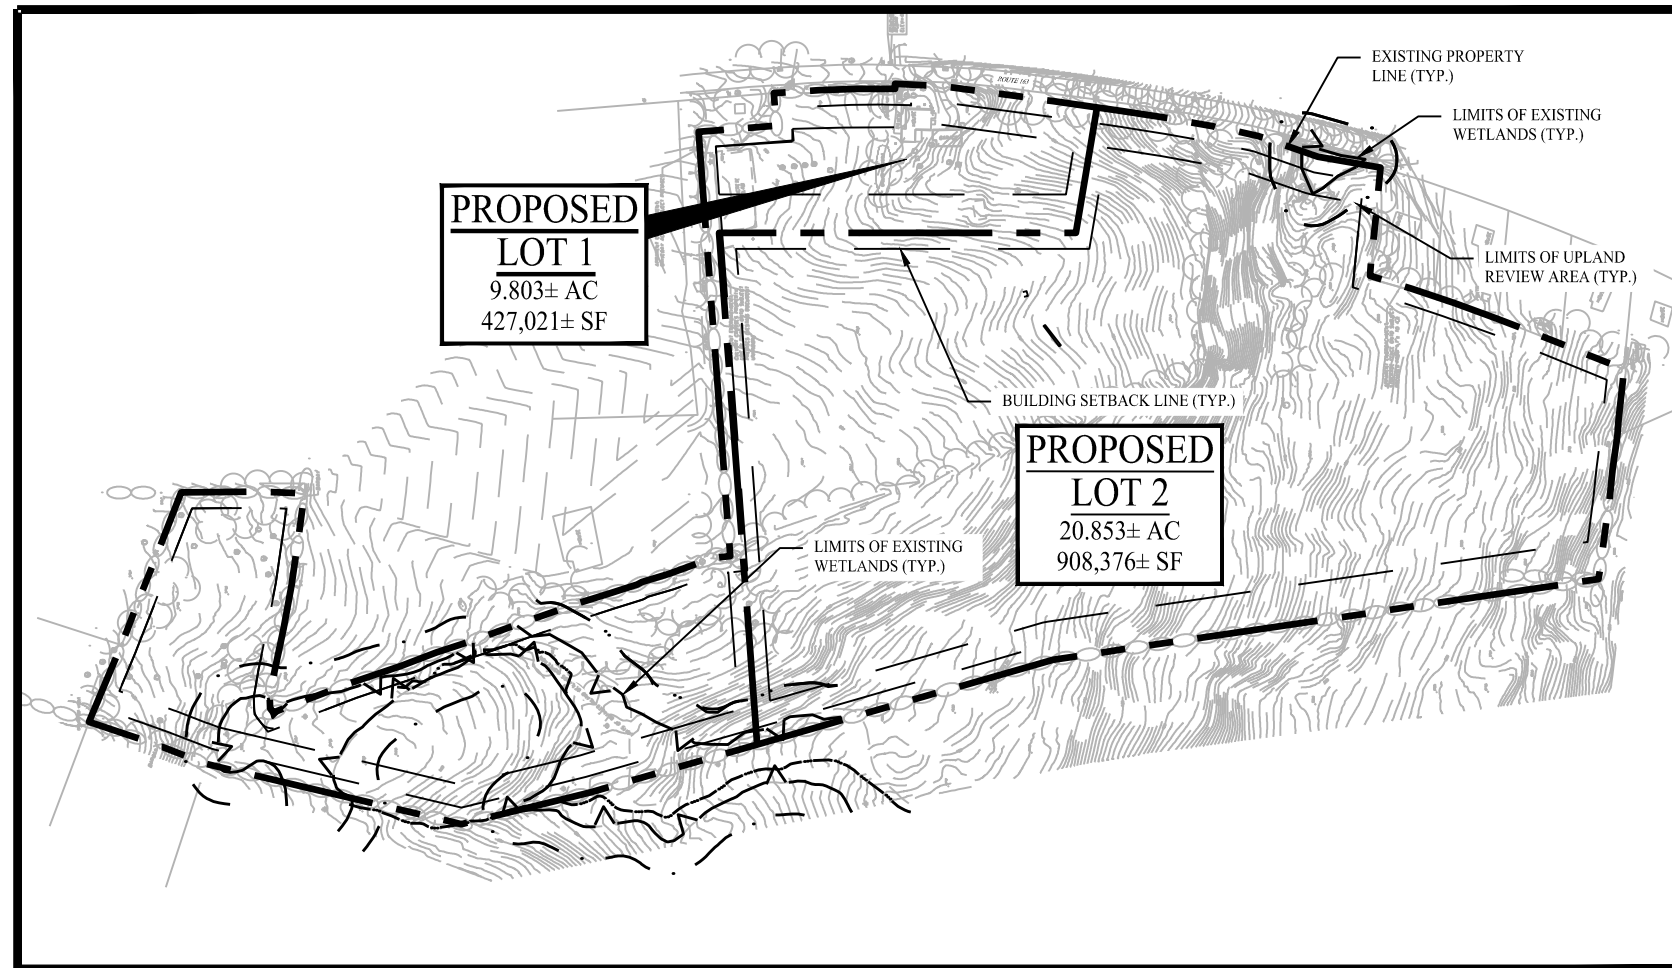 ROUTE 163
EXISTING PROPERTY
LINE (TYP.)
LIMITS OF EXISTING
WETLANDS (TYP.)
PROPOSED
LOT 1
9.803± AC
427,021± SF
LIMITS OF UPLAND
REVIEW AREA (TYP.)
BUILDING SETBACK LINE (TYP.)
PROPOSED
LOT 2
20.853± AC
908,376± SF
LIMITS OF EXISTING
WETLANDS (TYP.)